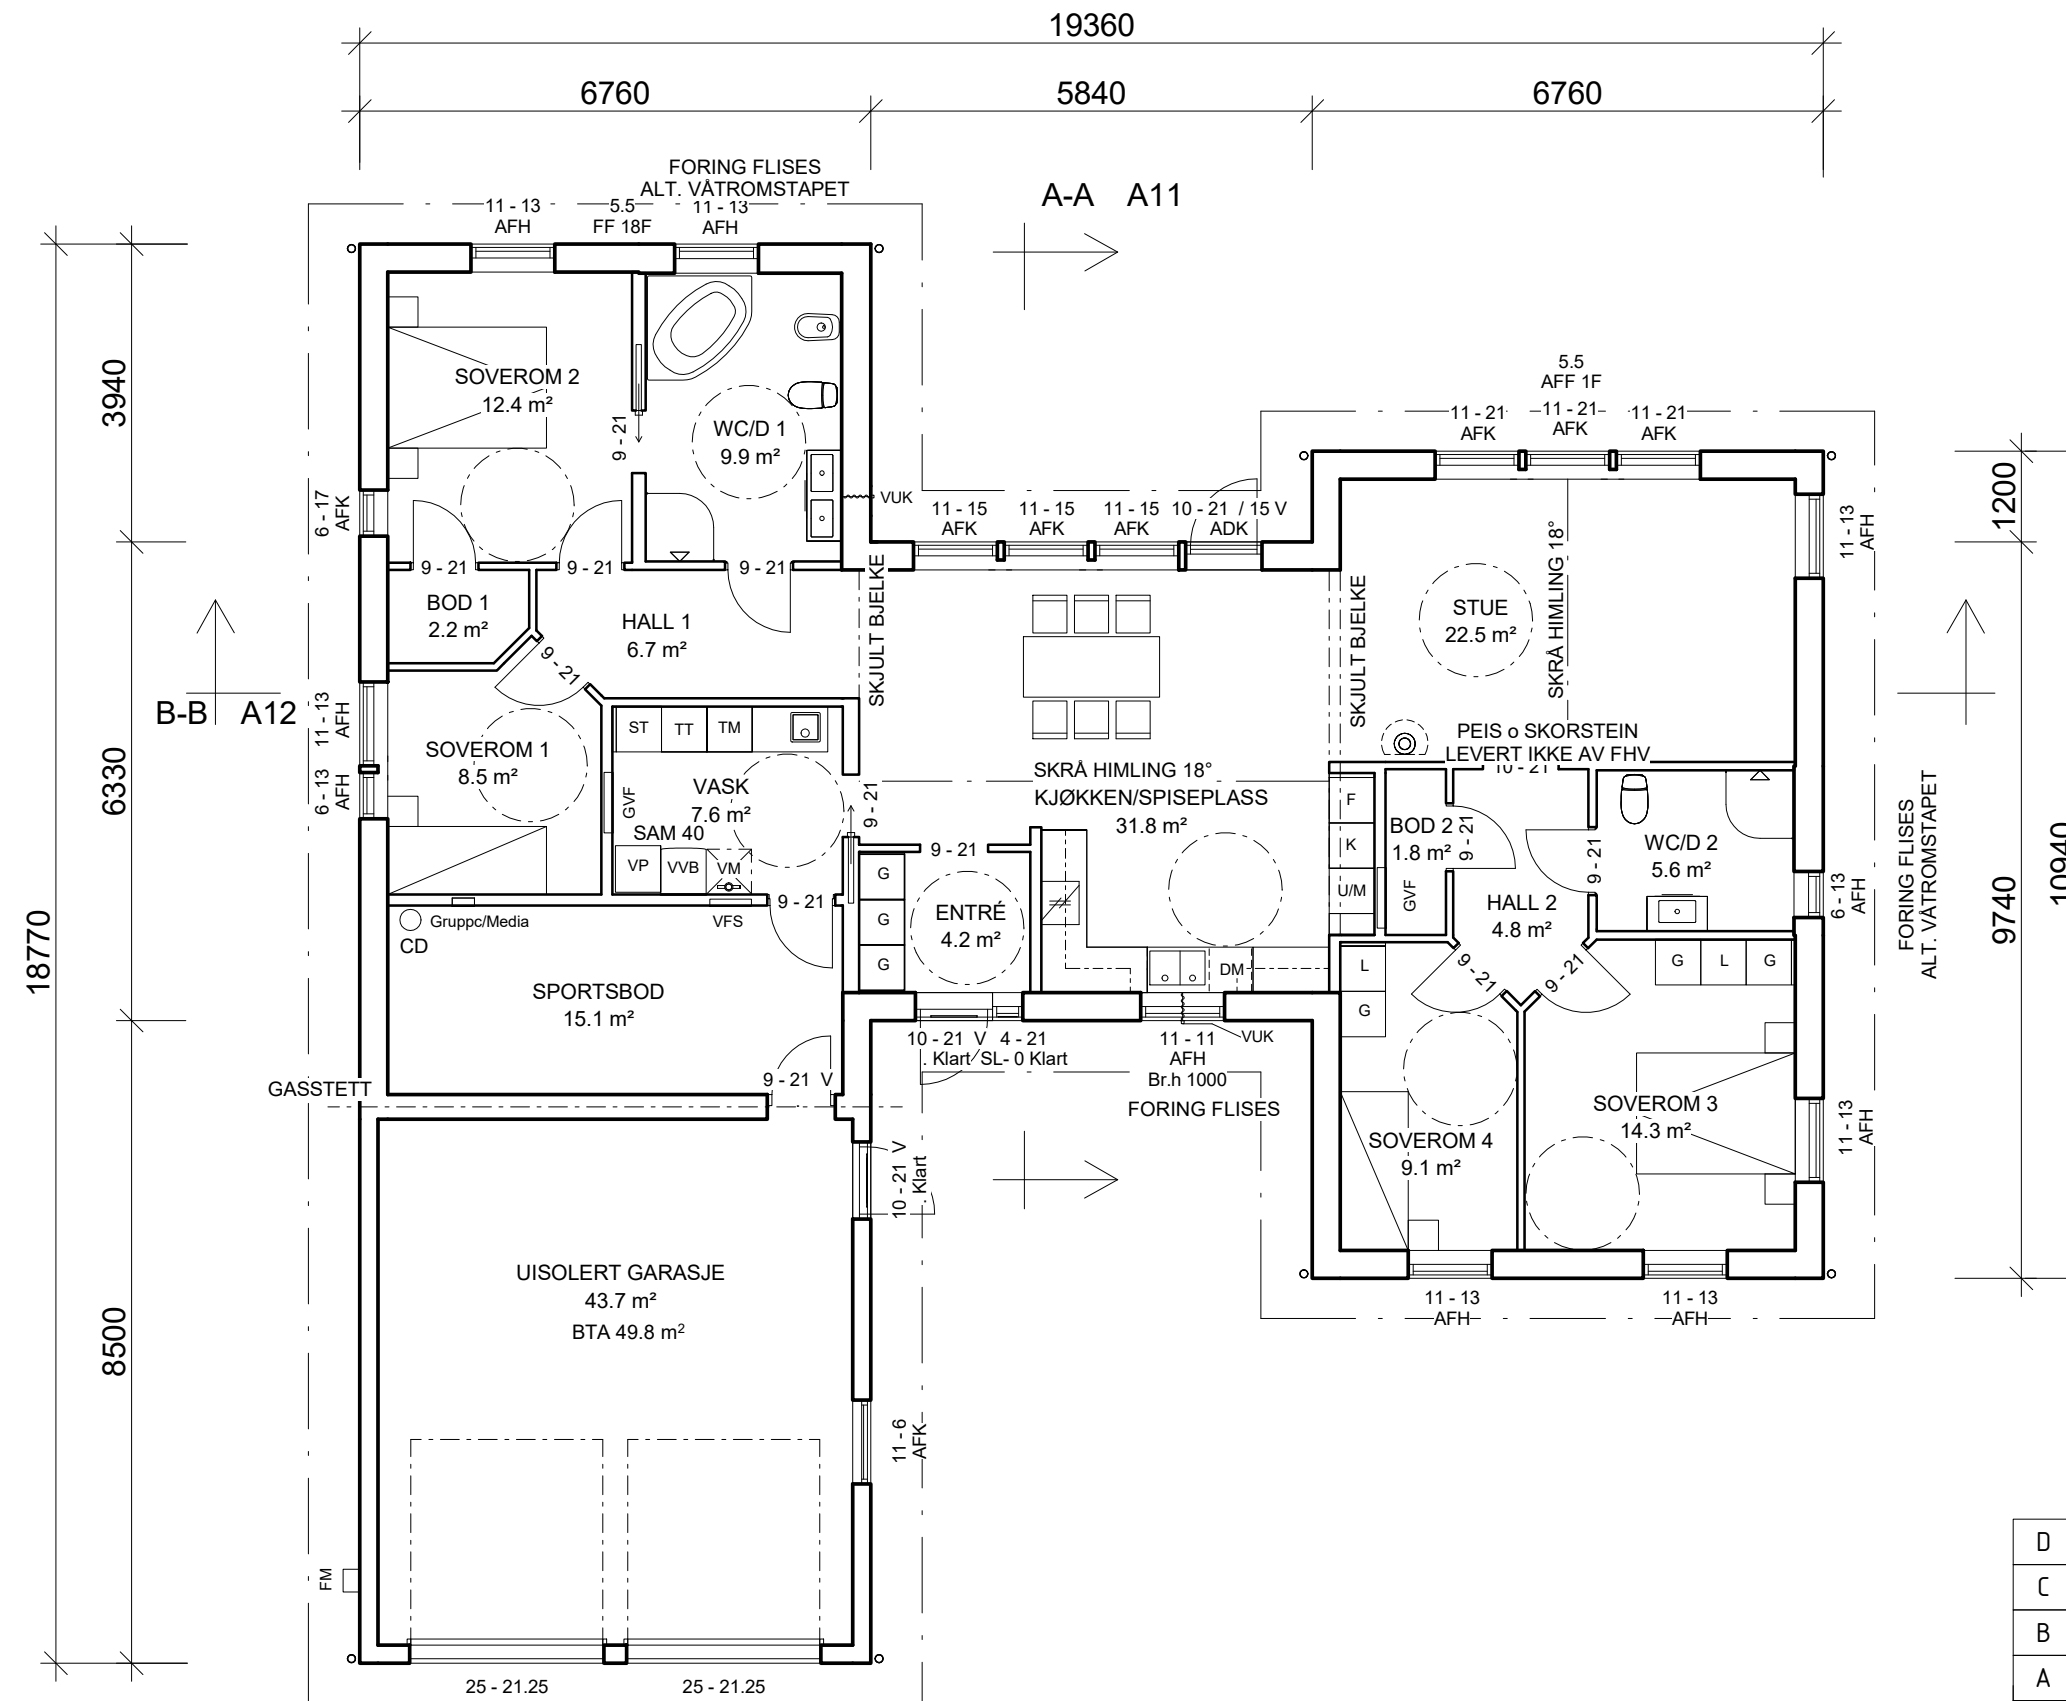 19360
6760
5840
6760
FORING FLISES
ALT. VÅTROMSTAPET
11 - 13
AFH
5.5
FF 18F
11 - 13
AFH
A-A A11
3940
6330
8500
18770
SOVEROM 2
12.4 m²
9 - 21
WC/D 1
9.9 m²
VUK
6 - 17
AFK
9 - 21
9 - 21
9 - 21
BOD 1
2.2 m²
HALL 1
6.7 m²
9 - 21
SKJULT BJELKE
11 - 15
AFK
11 - 15
AFK
11 - 15
AFK
10 - 21 / 15 V
ADK
5.5
AFF 1F
11 - 21
AFK
11 - 21
AFK
11 - 21
AFK
11 - 13
AFH
1200
9740
10940
SKJULT BJELKE
STUE
22.5 m²
SKRÅ HIMLING 18°
PEIS o SKORSTEIN
LEVERT IKKE AV FHV
10 - 21
B-B A12
11 - 13
AFH
6 - 13
AFH
SOVEROM 1
8.5 m²
ST
TT
TM
VASK
7.6 m²
GVF
SAM 40
VP
VVB
VM
9 - 21
9 - 21
SKRÅ HIMLING 18°
KJØKKEN/SPISEPLASS
31.8 m²
9 - 21
G
G
G
ENTRÉ
4.2 m²
F
K
U/M
DM
BOD 2
1.8 m²
9 - 21
GVF
HALL 2
4.8 m²
9 - 21
WC/D 2
5.6 m²
6 - 13
AFH
FORING FLISES
ALT. VÅTROMSTAPET
Gruppc/Media
CD
VFS
SPORTSBOD
15.1 m²
9 - 21 V
GASSTETT
10 - 21 V 4 - 21
. Klart/SL- 0 Klart
11 - 11
AFH
Br.h 1000
VUK
FORING FLISES
L
G
9 - 21
9 - 21
G
L
G
SOVEROM 4
9.1 m²
SOVEROM 3
14.3 m²
11 - 13
AFH
11 - 13
AFH
11 - 13
AFH
10 - 21 V
. Klart
UISOLERT GARASJE
43.7 m²
BTA 49.8 m²
11 - 6
AFK
FM
25 - 21.25
25 - 21.25
D
C
B
A